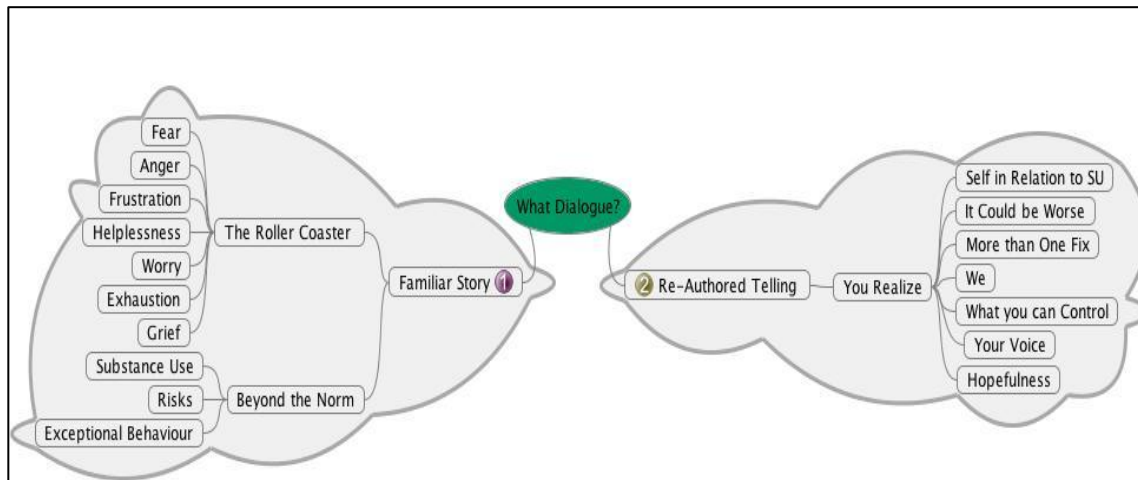 What Dialogue?
Familiar Story 1
The Roller Coaster
Fear
Anger
Frustration
Helplessness
Worry
Exhaustion
Grief
Beyond the Norm
Substance Use
Risks
Exceptional Behaviour
2 Re-Authored Telling
You Realize
Self in Relation to SU
It Could be Worse
More than One Fix
We
What you can Control
Your Voice
Hopefulness